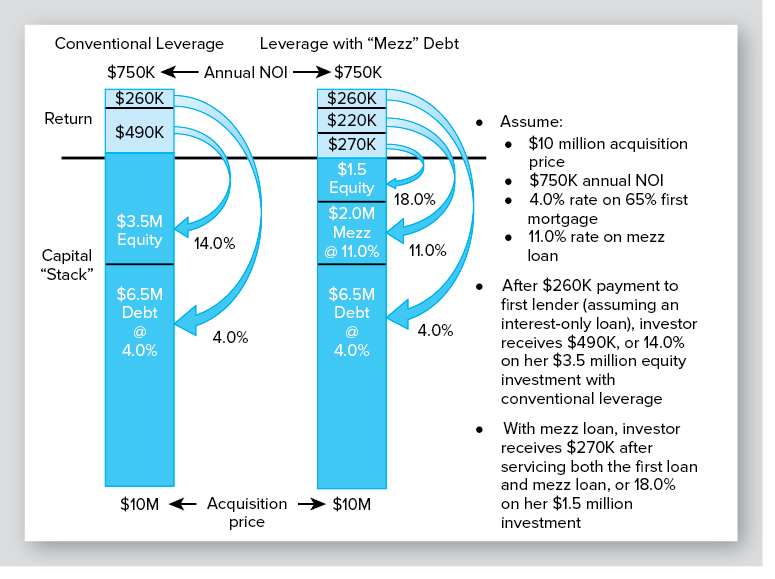 Conventional Leverage
Leverage with “Mezz” Debt
$750K
Annual NOI
$750K
Return
$260K
$490K
$260K
$220K
$270K
Capital
“Stack”
$3.5M
Equity
14.0%
$6.5M
Debt
@
4.0%
4.0%
$1.5
Equity
18.0%
$2.0M
Mezz
@ 11.0%
11.0%
$6.5M
Debt
@
4.0%
4.0%
$10M
Acquisition
price
$10M
• Assume:
• $10 million acquisition
price
• $750K annual NOI
• 4.0% rate on 65% first
mortgage
• 11.0% rate on mezz
loan
• After $260K payment to
first lender (assuming an
interest-only loan), investor
receives $490K, or 14.0%
on her $3.5 million equity
investment with
conventional leverage
• With mezz loan, investor
receives $270K after
servicing both the first loan
and mezz loan, or 18.0%
on her $1.5 million
investment